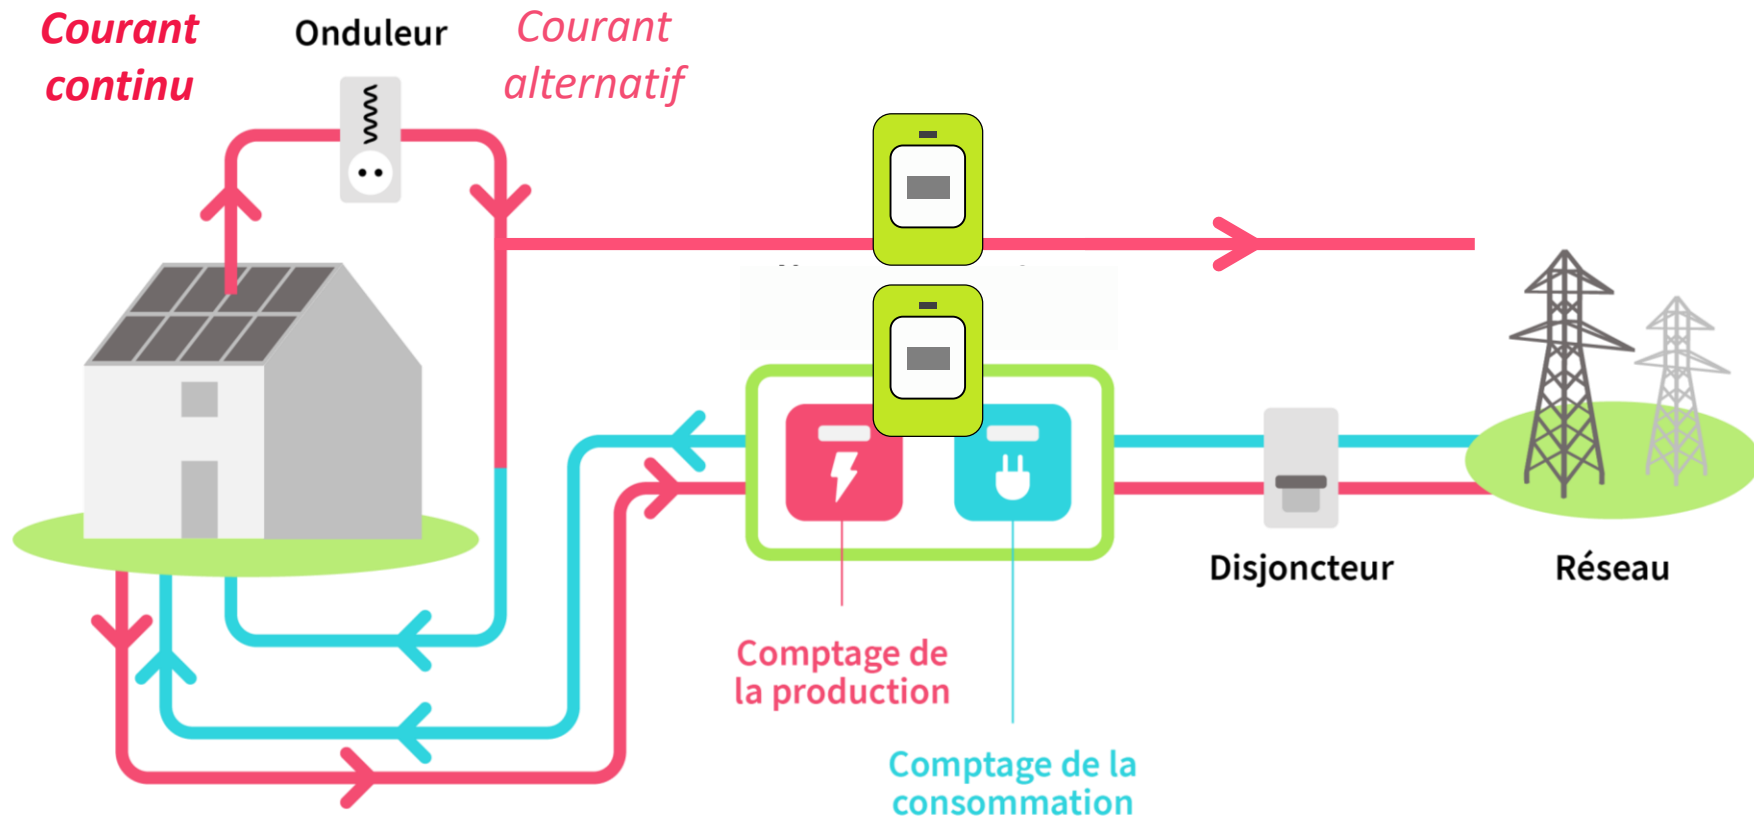 Courant
continu
Onduleur
Courant
alternatif
Disjoncteur
Réseau
Comptage de
la production
Comptage de la
consommation